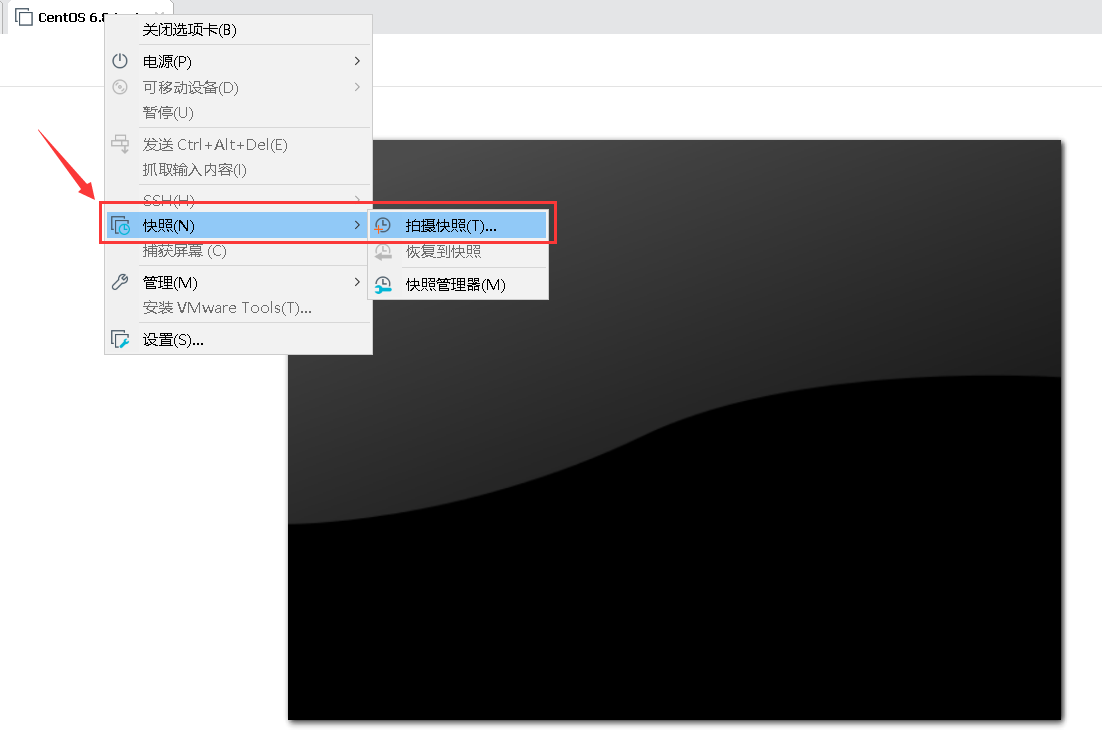 CentOS 6.
关闭选项卡(B)
电源(P)
可移动设备(D)
暂停(U)
发送 Ctrl+Alt+Del(E)
抓取输入内容(I)
SSH(H)
快照(N)
拍摄快照(T)...
捕获屏幕 (C)
恢复到快照
管理(M)
快照管理器(M)
安装 VMware Tools(T)...
设置(S)...